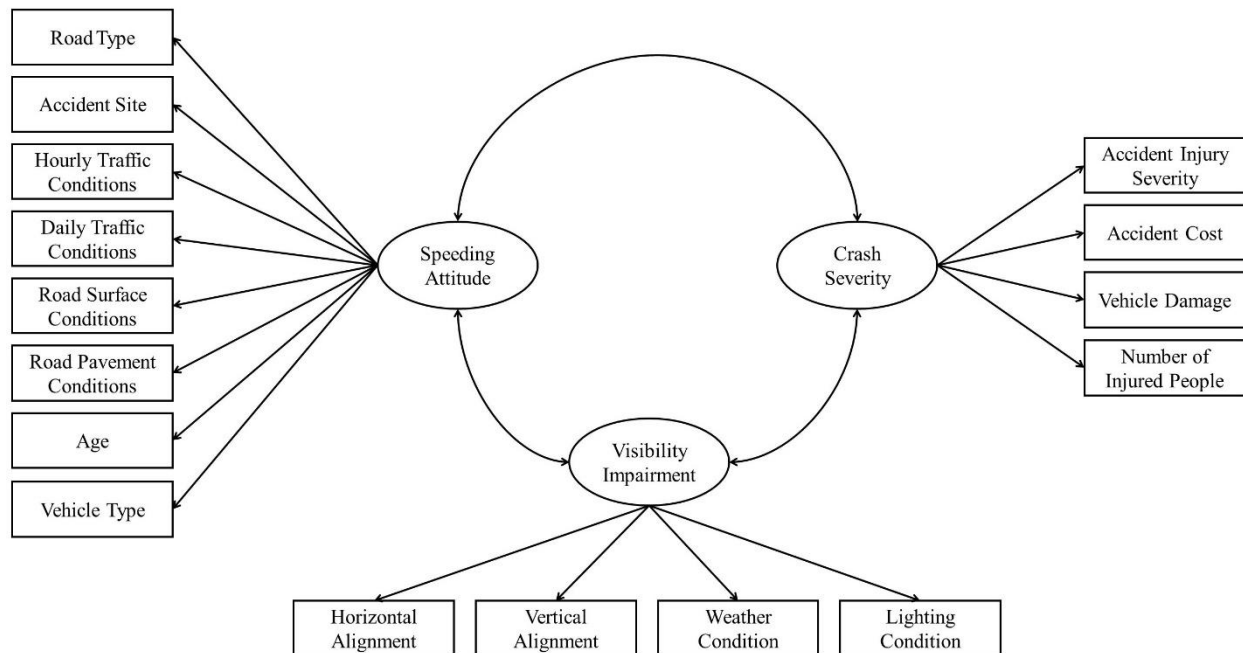 Road Type
Accident Site
Hourly Traffic
Conditions
Daily Traffic
Conditions
Road Surface
Conditions
Road Pavement
Conditions
Age
Vehicle Type
Speeding
Attitude
Crash
Severity
Visibility
Impairment
Accident Injury
Severity
Accident Cost
Vehicle Damage
Number of
Injured People
Horizontal
Alignment
Vertical
Alignment
Weather
Condition
Lighting
Condition